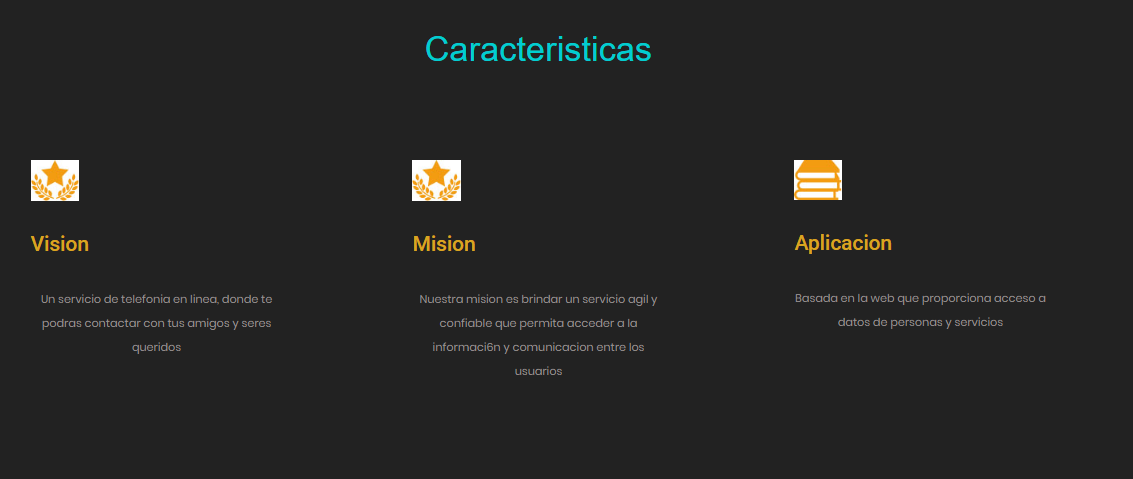 Caracteristicas
Vision
Un servicio de telefonia en linea, donde te
podras contactar con tus amigos y seres
queridos
Mision
Nuestra mision es brindar un servicio agil y
confiable que permita acceder a la
informaci6n y comunicacion entre los
usuarios
Aplicacion
Basada en la web que proporciona acceso a
datos de personas y servicios